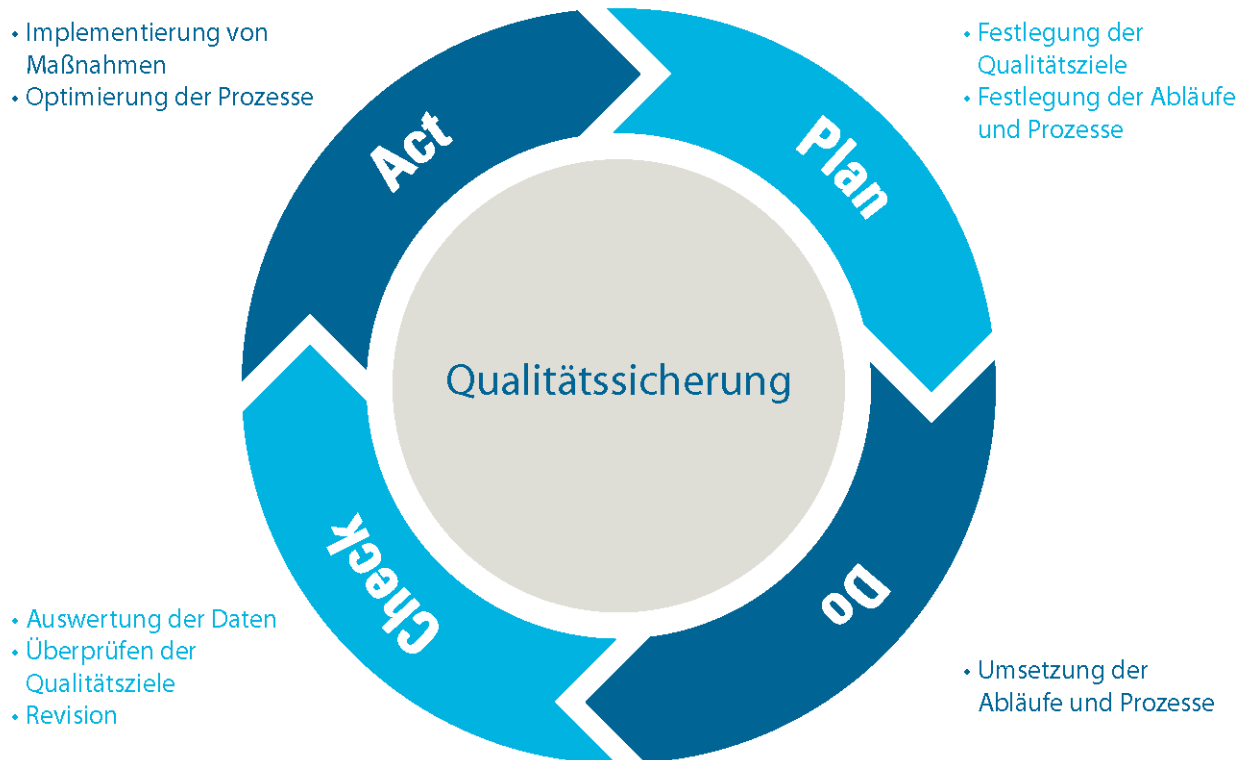 • Implementierung von
Maßnahmen
• Optimierung der Prozesse
Act
• Festlegung der
Qualitätsziele
• Festlegung der Abläufe
und Prozesse
Plan
Qualitätssicherung
Check
• Auswertung der Daten
• Überprüfen der
Qualitätsziele
• Revision
Do
• Umsetzung der
Abläufe und Prozesse